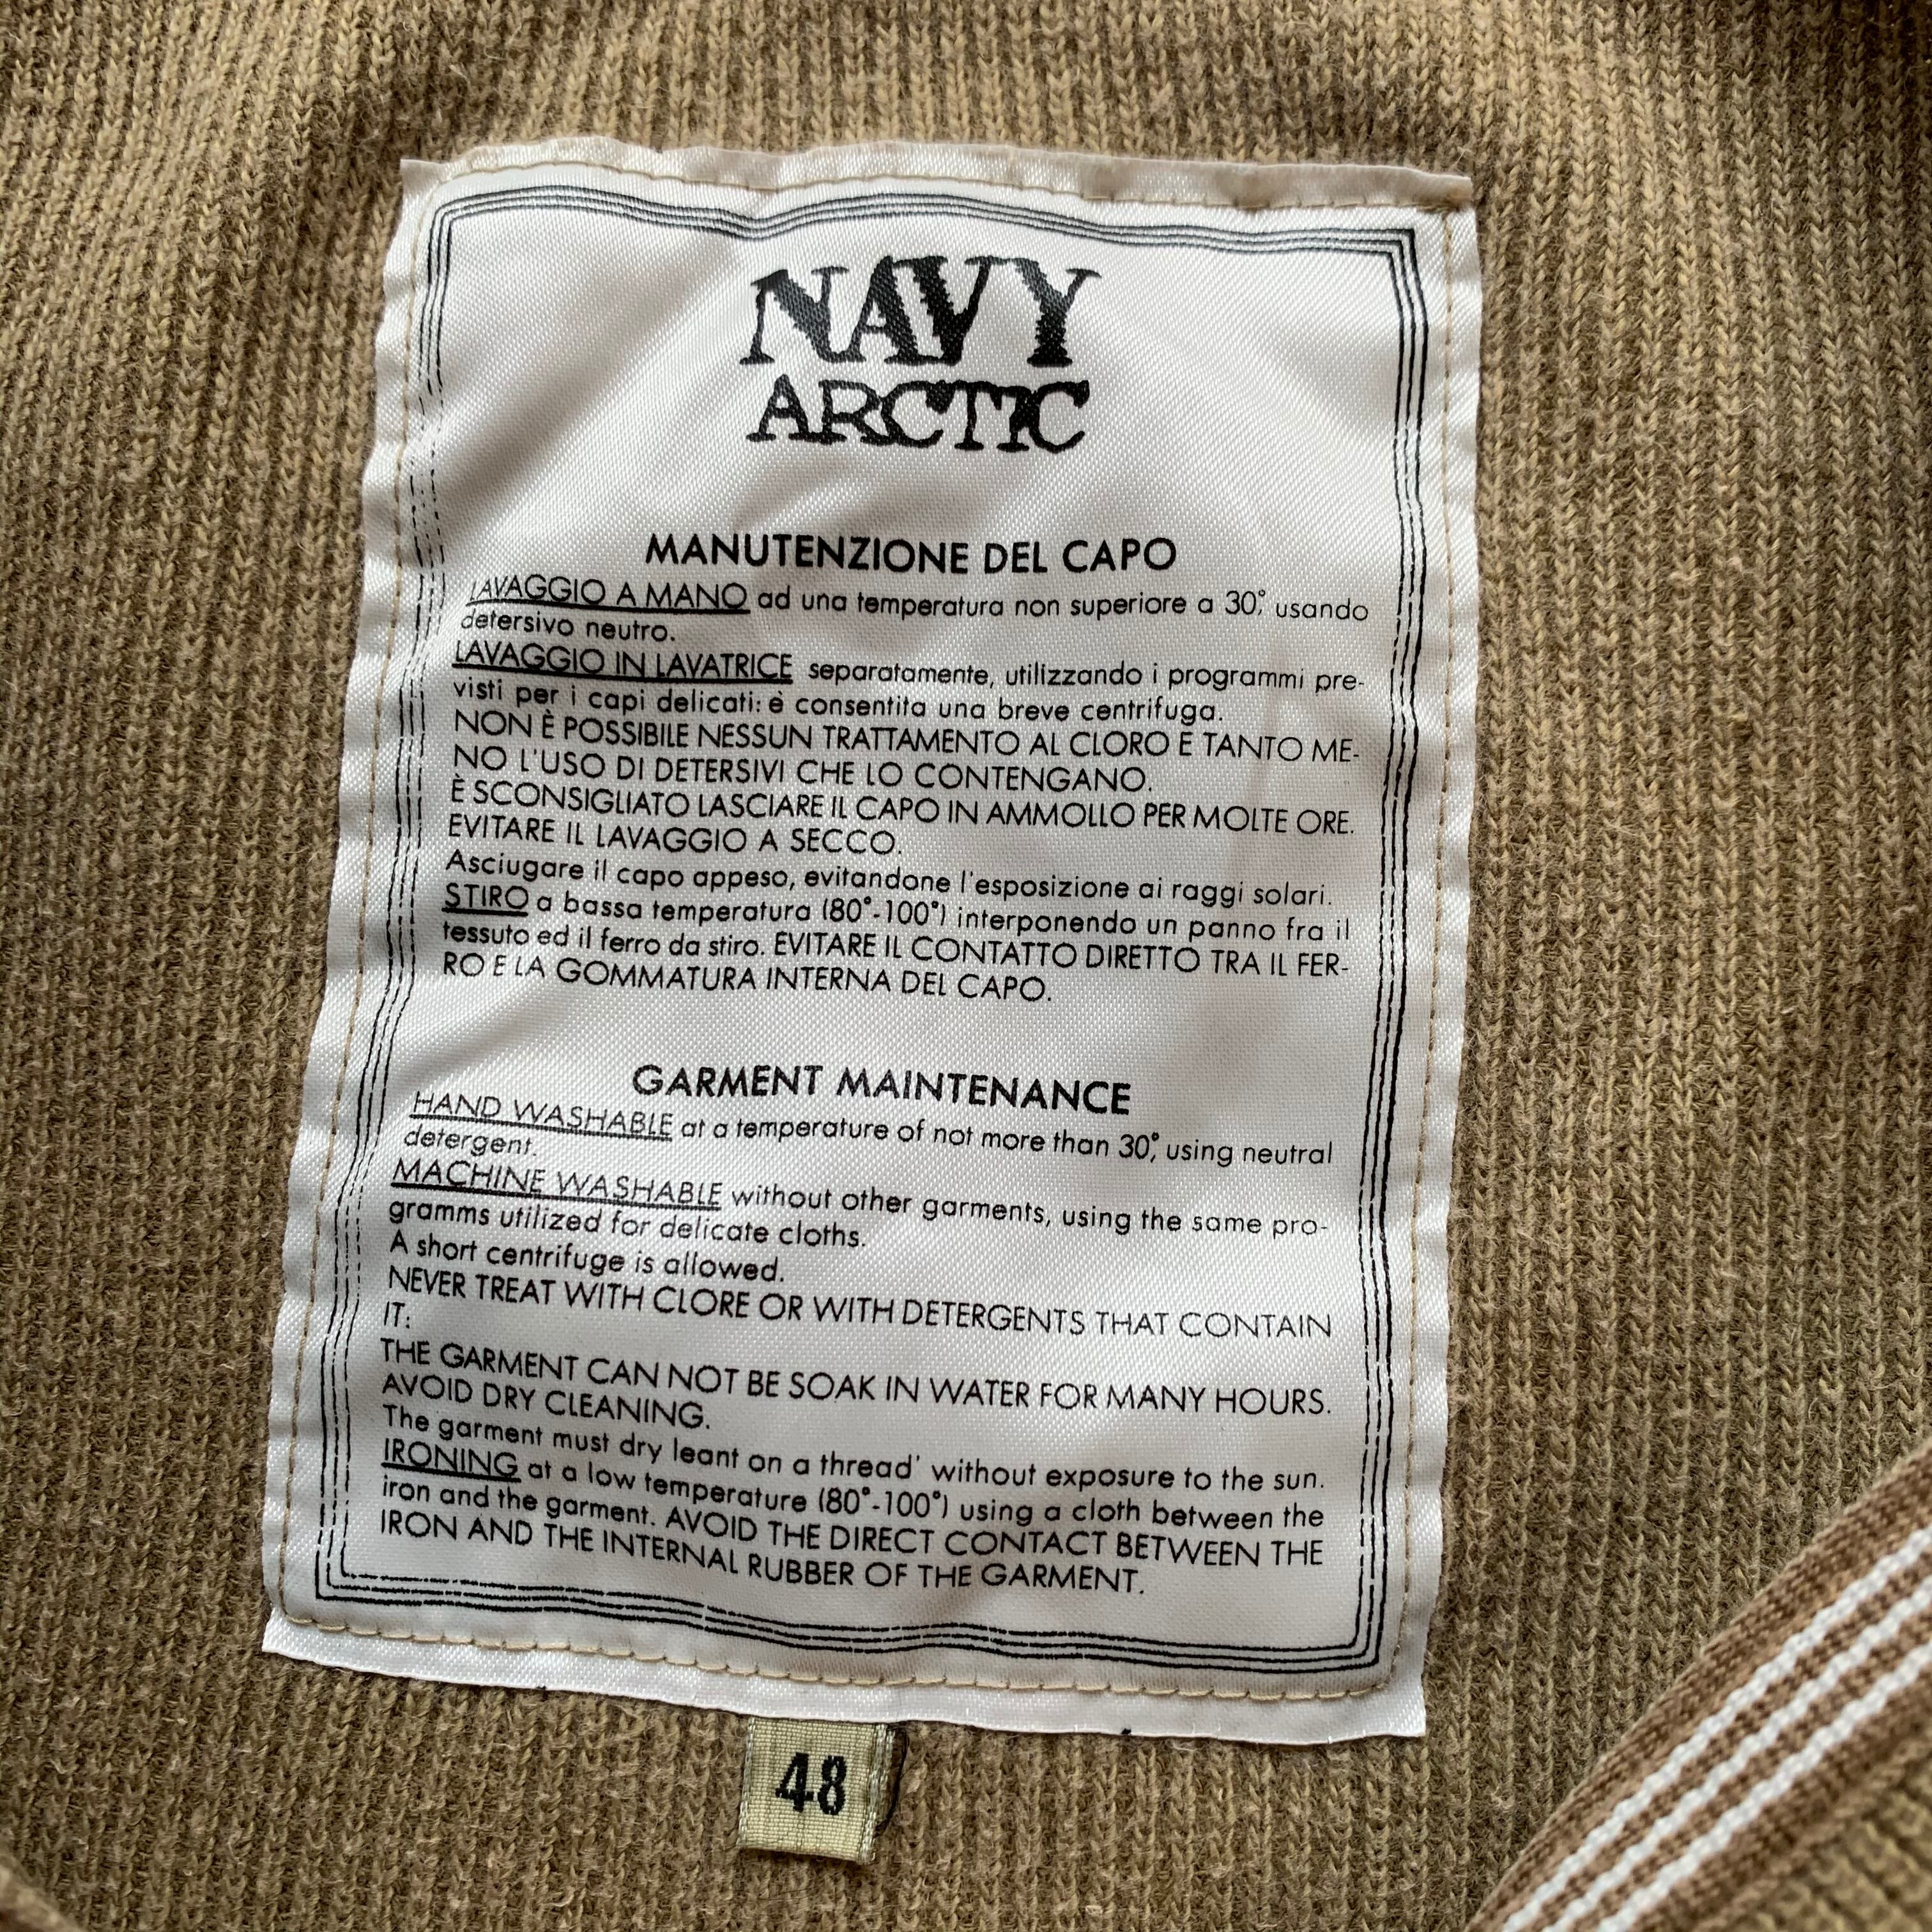 NAVY
ARCTIC
MANUTENZIONE DEL CAPO
LAVAGGIO A MANO ad una temperatura non superiore a 30°, usando
detersivo neutro.
LAVAGGIO IN LAVATRICE separatamente, utilizzando i programmi pre-
visti per i capi delicati: è consentita una breve centrifuga.
NON È POSSIBILE NESSUN TRATTAMENTO AL CLORO E TANTO ME-
NO L'USO DI DETERSIVI CHE LO CONTENGANO.
È SCONSIGLIATO LASCIARE IL CAPO IN AMMOLLO PER MOLTE ORE.
EVITARE IL LAVAGGIO A SECCO.
Asciugare il capo appeso, evitandone l'esposizione ai raggi solari.
STIRO a bassa temperatura (80°-100°) interponendo un panno fra il
tessuto ed il ferro da stiro. EVITARE IL CONTATTO DIRETTO TRA IL FER-
RO E LA GOMMATURA INTERNA DEL CAPO.
GARMENT MAINTENANCE
HAND WASHABLE at a temperature of not more than 30°, using neutral
detergent.
MACHINE WASHABLE without other garments, using the same pro-
gramms utilized for delicate cloths.
A short centrifuge is allowed.
NEVER TREAT WITH CLORE OR WITH DETERGENTS THAT CONTAIN
IT:
THE GARMENT CAN NOT BE SOAK IN WATER FOR MANY HOURS.
AVOID DRY CLEANING.
The garment must dry leant on a thread' without exposure to the sun.
IRONING at a low temperature (80°-100°) using a cloth between the
iron and the garment. AVOID THE DIRECT CONTACT BETWEEN THE
IRON AND THE INTERNAL RUBBER OF THE GARMENT.
48